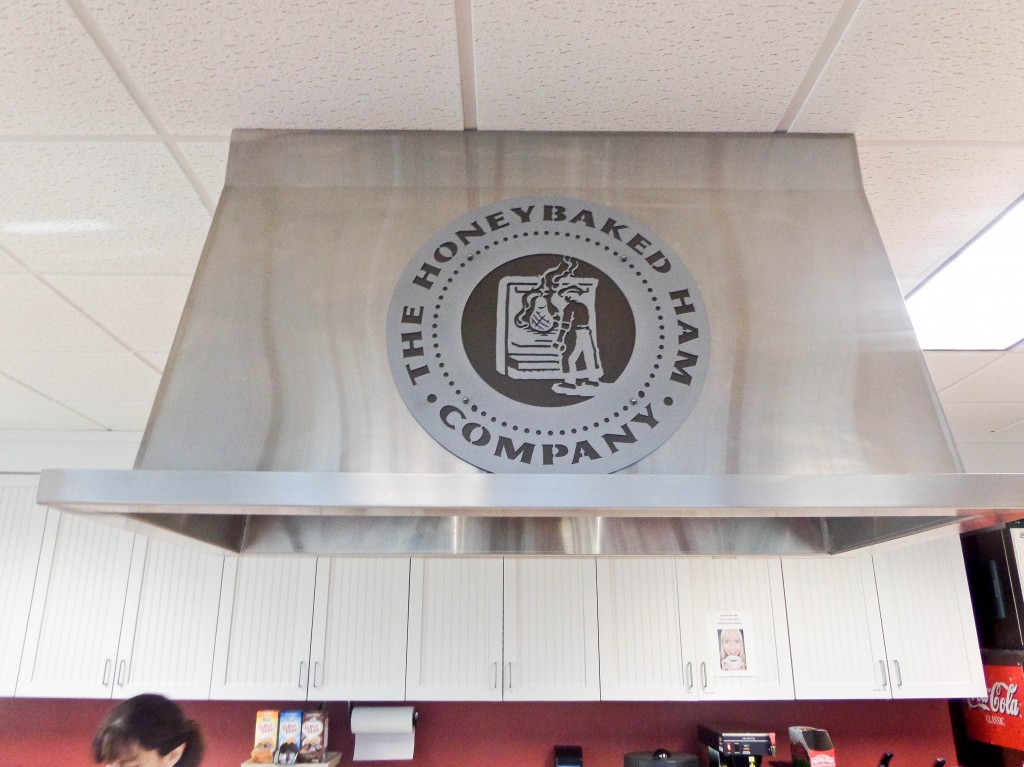 THE HONEYBAKED HAM
• COMPANY •
Coca-Cola
CLASSIC